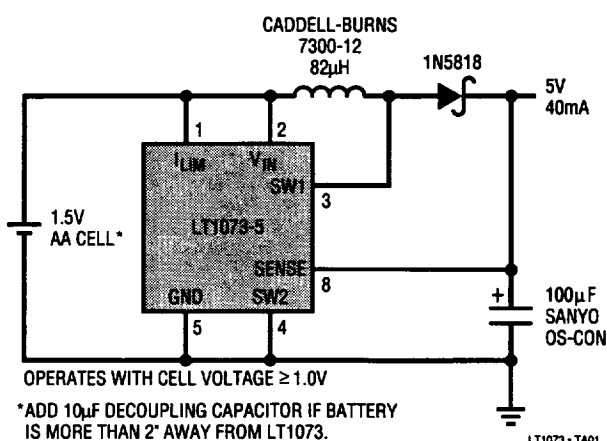 CADDELL-BURNS
7300-12
82µH
1N5818
5V
40mA
1
2
I_LIM
V_IN
SW1
3
1.5V
AA CELL*
LT1073-5
SENSE
8
GND
SW2
5
4
+
100µF
SANYO
OS-CON
OPERATES WITH CELL VOLTAGE ≥ 1.0V
*ADD 10µF DECOUPLING CAPACITOR IF BATTERY
IS MORE THAN 2" AWAY FROM LT1073.
LT1073 • TA01